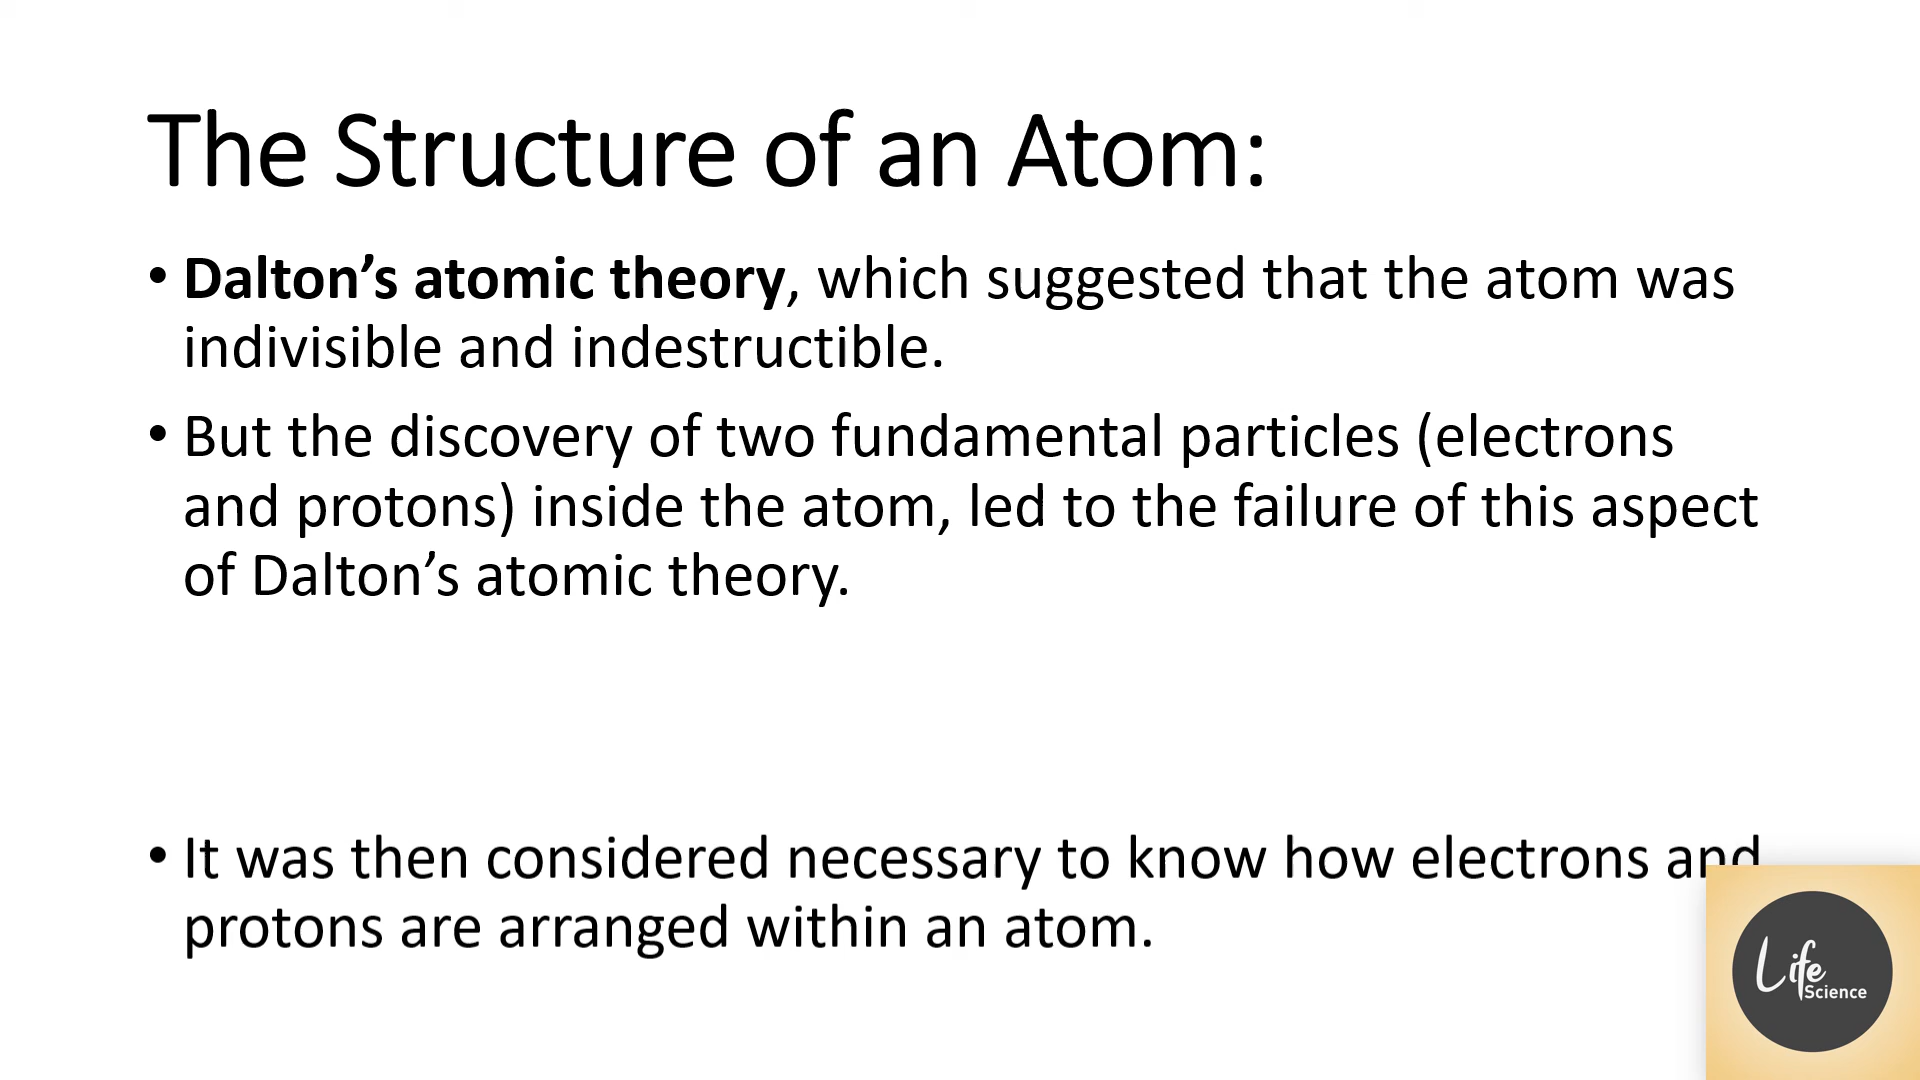 The Structure of an Atom:
• Dalton’s atomic theory, which suggested that the atom was
indivisible and indestructible.
• But the discovery of two fundamental particles (electrons
and protons) inside the atom, led to the failure of this aspect
of Dalton’s atomic theory.
• It was then considered necessary to know how electrons and
protons are arranged within an atom.
Life
Science